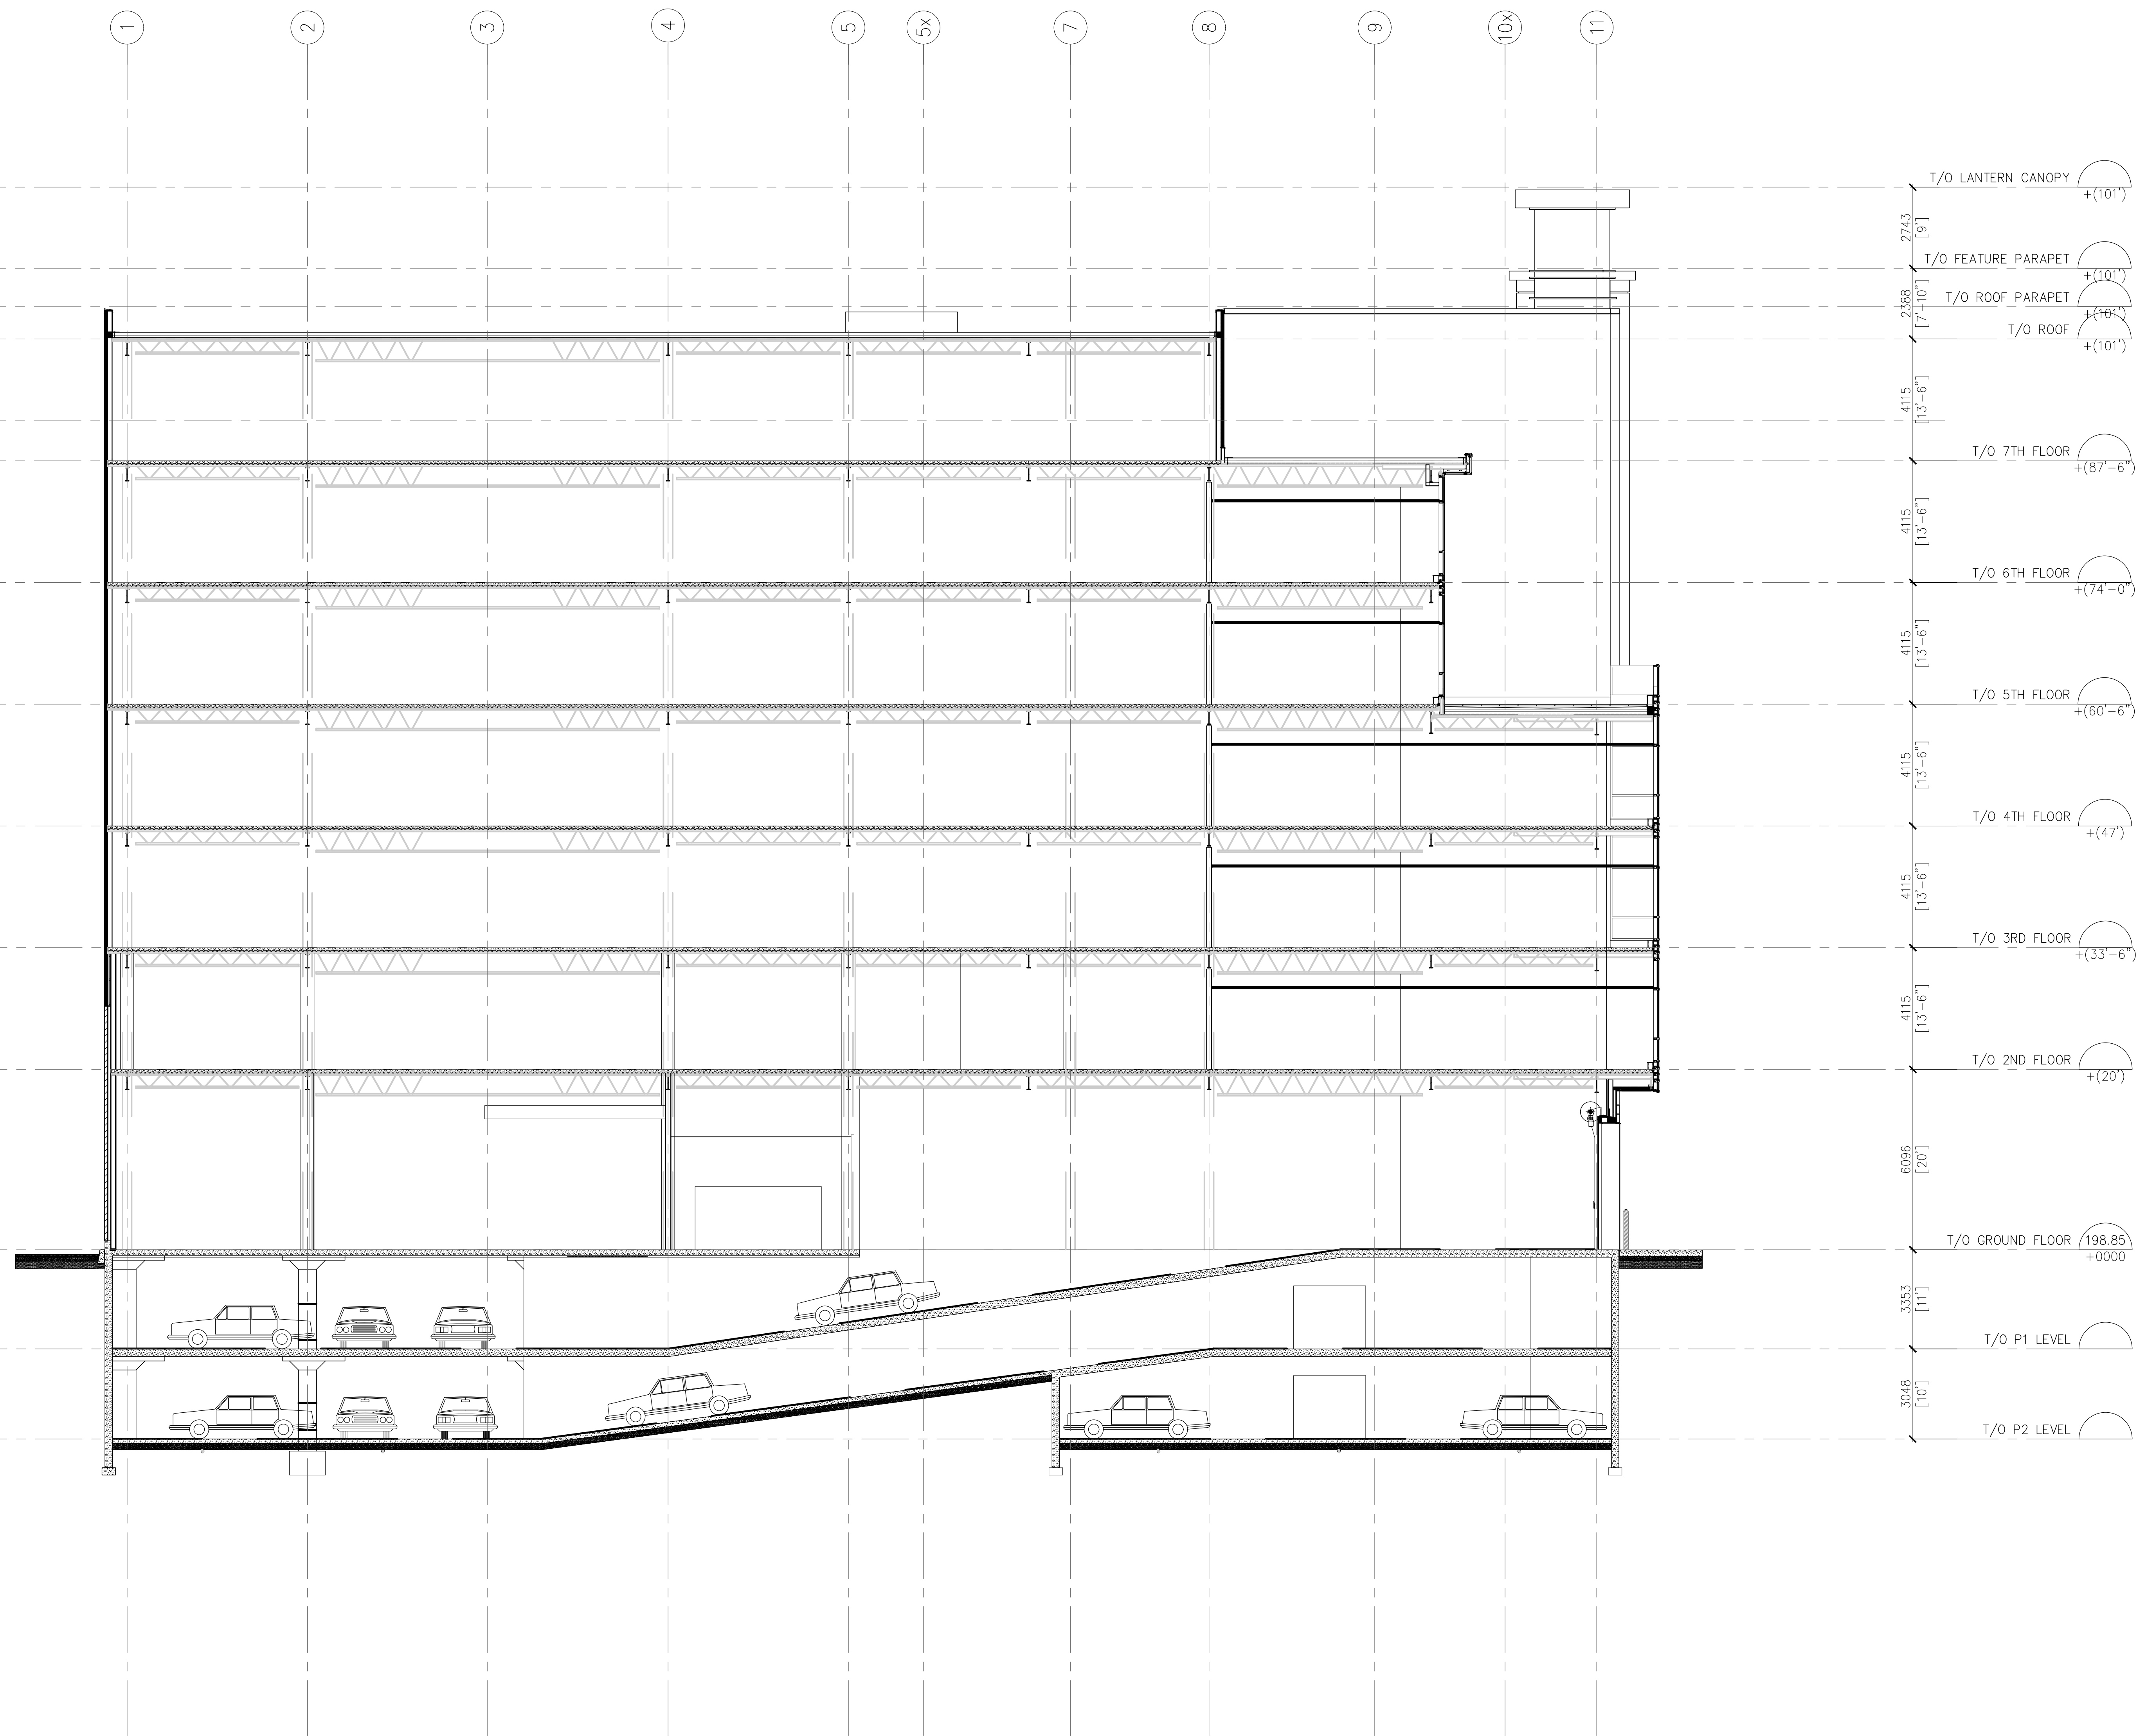 1
2
3
4
5
5x
7
8
9
10x
11
T/O LANTERN CANOPY
+(101')
2743
[9']
T/O FEATURE PARAPET
+(101')
2388
[7'-10"]
T/O ROOF PARAPET
+(101')
T/O ROOF
+(101')
4115
[13'-6"]
T/O 7TH FLOOR
+(87'-6")
4115
[13'-6"]
T/O 6TH FLOOR
+(74'-0")
4115
[13'-6"]
T/O 5TH FLOOR
+(60'-6")
4115
[13'-6"]
T/O 4TH FLOOR
+(47')
4115
[13'-6"]
T/O 3RD FLOOR
+(33'-6")
4115
[13'-6"]
T/O 2ND FLOOR
+(20')
6096
[20']
T/O GROUND FLOOR 198.85
+0000
3353
[11']
T/O P1 LEVEL
3048
[10']
T/O P2 LEVEL